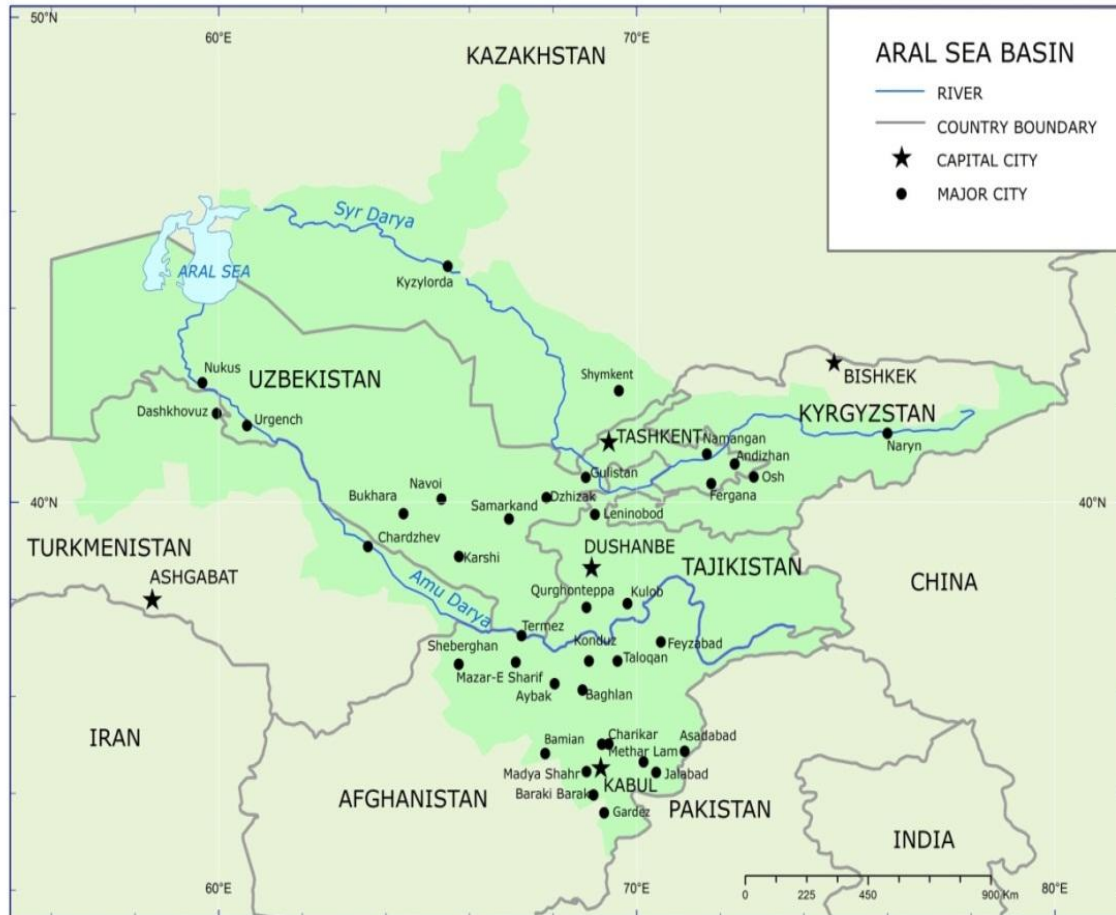 50°N
60°E
70°E
KAZAKHSTAN
ARAL SEA BASIN
RIVER
COUNTRY BOUNDARY
CAPITAL CITY
MAJOR CITY
Syr Darya
ARAL SEA
Kyzylorda
Nukus
UZBEKISTAN
Shymkent
BISHKEK
Dashkhovuz
Urgench
KYRGYZSTAN
TASHKENT
Namangan
Andizhan
Naryn
Gulistan
Osh
Fergana
40°N
Navoi
Bukhara
Samarkand
Dzhizak
Leninobod
40°N
Chardzhev
Karshi
DUSHANBE
TURKMENISTAN
ASHGABAT
TAJIKISTAN
CHINA
Qurghonteppa
Kulob
Amu Darya
Termez
Konduz
Feyzabad
Sheberghan
Taloqan
Mazar-E Sharif
Aybak
Baghlan
IRAN
Bamian
Charikar
Asadabad
Methar Lam
Madya Shahr
Jalabad
KABUL
Baraki Barak
AFGHANISTAN
PAKISTAN
Gardez
INDIA
60°E
70°E
80°E
0 225 450 900 Km